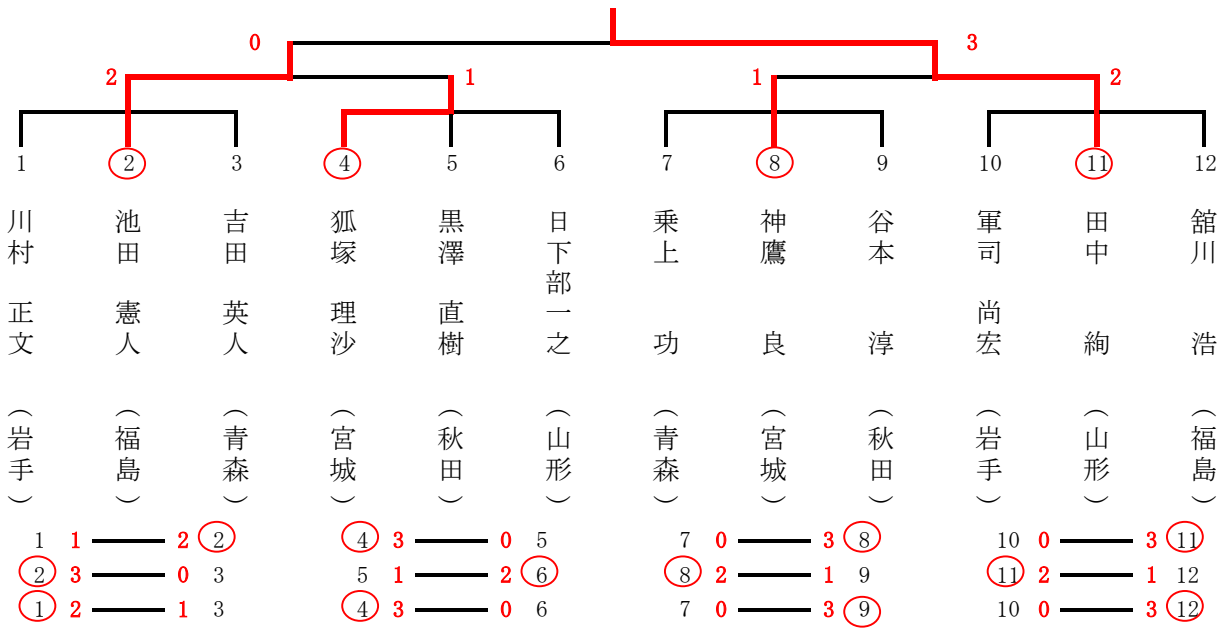 0 3
2 1 1 2
1 2 3 4 5 6 7 8 9 10 11 12
川村 正文 (岩手)
池田 憲人 (福島)
吉田 英人 (青森)
狐塚 理沙 (宮城)
黒澤 直樹 (秋田)
日下部一之 (山形)
乗上 功 (青森)
神鷹 良 (宮城)
谷本 淳 (秋田)
軍司 尚宏 (岩手)
田中 絢 (山形)
舘川 浩 (福島)
1 1 2 2 4 3 0 5 7 0 3 8 10 0 3 11
2 3 0 3 5 1 2 6 8 2 1 9 11 2 1 12
1 2 1 3 4 3 0 6 7 0 3 9 10 0 3 12